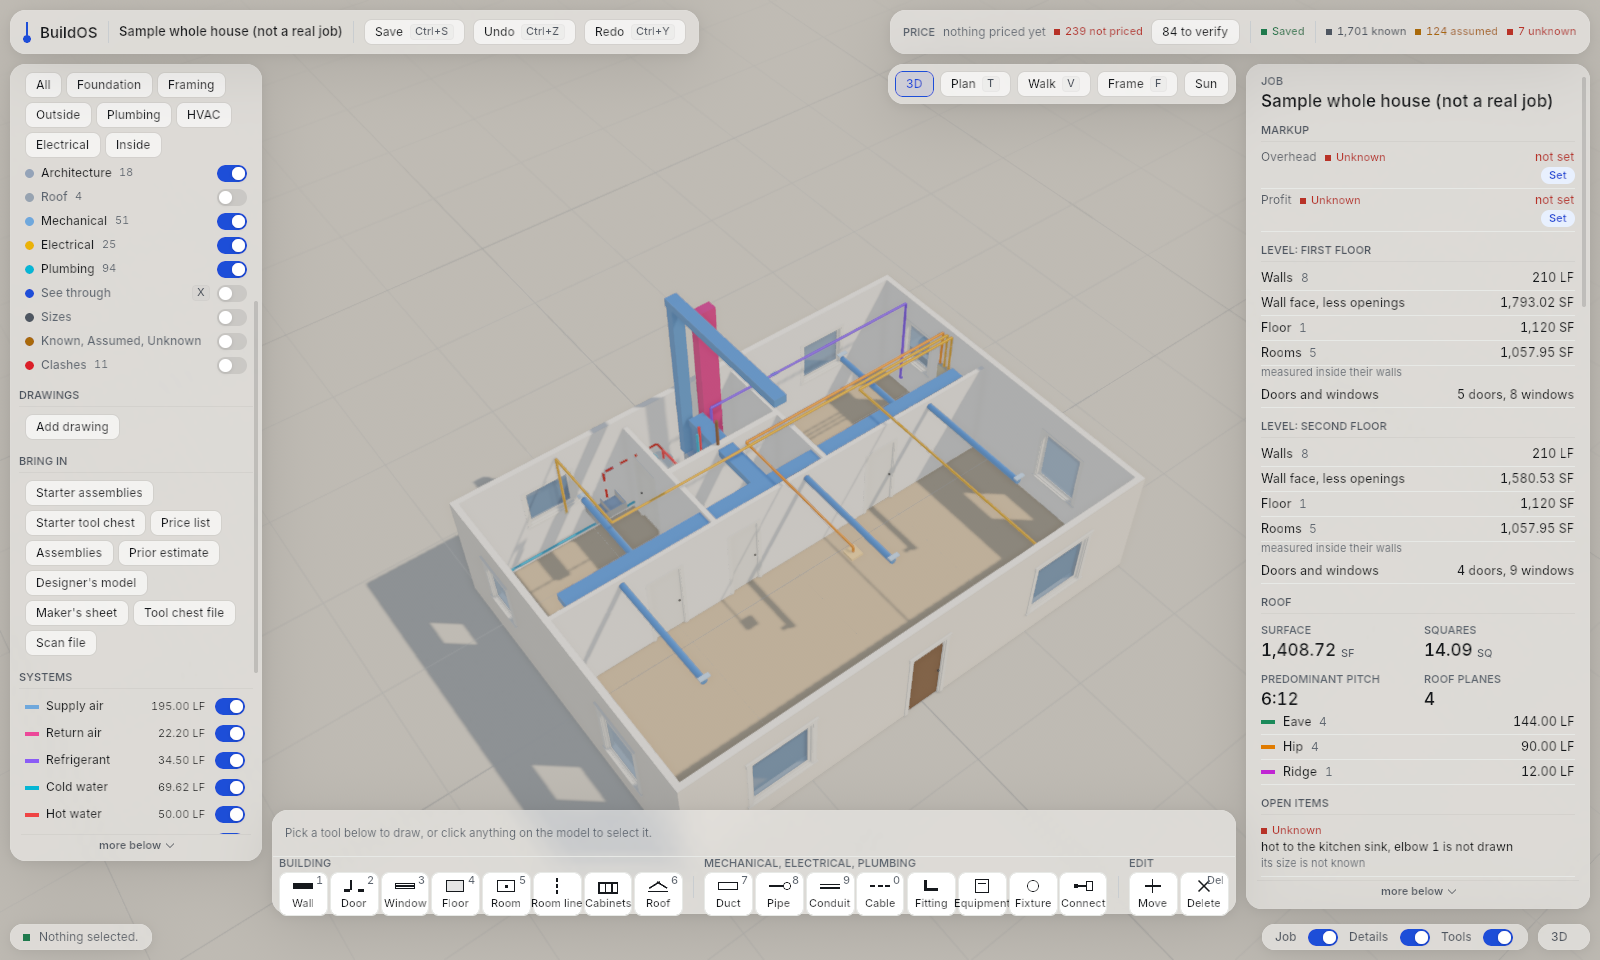 BuildOS
Sample whole house (not a real job)
Save Ctrl+S
Undo Ctrl+Z
Redo Ctrl+Y
PRICE nothing priced yet 239 not priced 84 to verify Saved 1,701 known 124 assumed 7 unknown
3D
Plan T
Walk V
Frame F
Sun
All Foundation Framing
Outside Plumbing HVAC
Electrical Inside
Architecture 18
Roof 4
Mechanical 51
Electrical 25
Plumbing 94
See through X
Sizes
Known, Assumed, Unknown
Clashes 11
DRAWINGS
Add drawing
BRING IN
Starter assemblies
Starter tool chest Price list
Assemblies Prior estimate
Designer's model
Maker's sheet Tool chest file
Scan file
SYSTEMS
Supply air 195.00 LF
Return air 22.20 LF
Refrigerant 34.50 LF
Cold water 69.62 LF
Hot water 50.00 LF
more below
Nothing selected.
Pick a tool below to draw, or click anything on the model to select it.
BUILDING
Wall 1
Door 2
Window 3
Floor 4
Room 5
Room line
Cabinets
Roof 6
MECHANICAL, ELECTRICAL, PLUMBING
Duct 7
Pipe 8
Conduit 9
Cable 0
Fitting
Equipment
Fixture
Connect
EDIT
Move
Delete Del
JOB
Sample whole house (not a real job)
MARKUP
Overhead Unknown not set
Set
Profit Unknown not set
Set
LEVEL: FIRST FLOOR
Walls 8 210 LF
Wall face, less openings 1,793.02 SF
Floor 1 1,120 SF
Rooms 5 1,057.95 SF
measured inside their walls
Doors and windows 5 doors, 8 windows
LEVEL: SECOND FLOOR
Walls 8 210 LF
Wall face, less openings 1,580.53 SF
Floor 1 1,120 SF
Rooms 5 1,057.95 SF
measured inside their walls
Doors and windows 4 doors, 9 windows
ROOF
SURFACE SQUARES
1,408.72 SF 14.09 SQ
PREDOMINANT PITCH ROOF PLANES
6:12 4
Eave 4 144.00 LF
Hip 4 90.00 LF
Ridge 1 12.00 LF
OPEN ITEMS
Unknown
hot to the kitchen sink, elbow 1 is not drawn
its size is not known
more below
Job Details Tools 3D